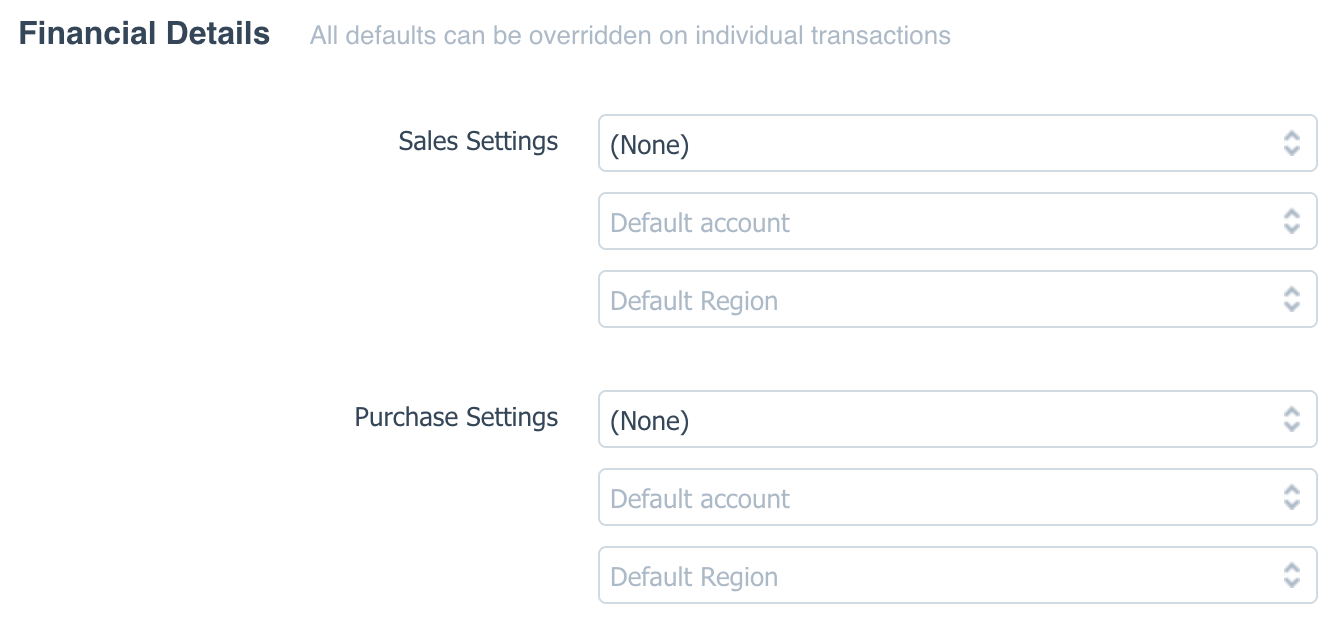 Financial Details All defaults can be overridden on individual transactions
Sales Settings (None)
Default account
Default Region
Purchase Settings (None)
Default account
Default Region